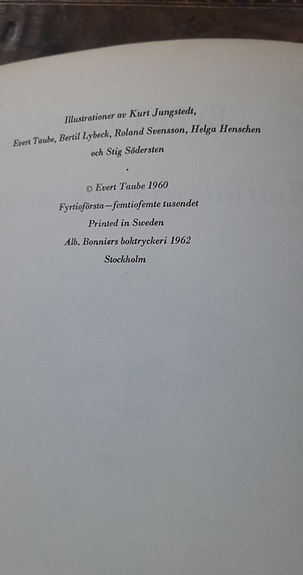 Illustrationer av Kurt Jungstedt,
Evert Taube, Bertil Lybeck, Roland Svensson, Helga Henschen
och Stig Södersten
© Evert Taube 1960
Fyrtioförsta—femtiofemte tusendet
Printed in Sweden
Alb. Bonniers boktryckeri 1962
Stockholm